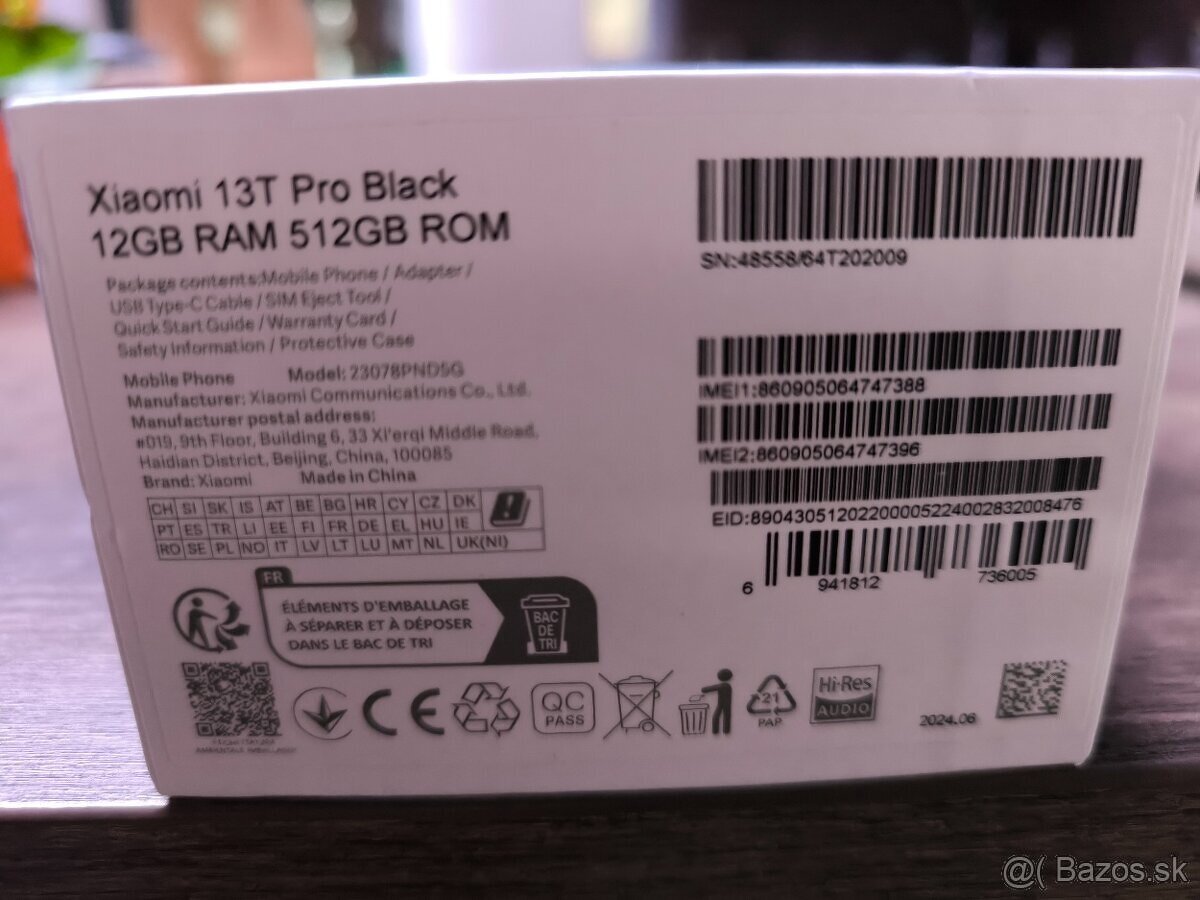 Xiaomi 13T Pro Black
12GB RAM 512GB ROM
Package contents:Mobile Phone / Adapter /
USB Type-C Cable / SIM Eject Tool /
Quick Start Guide / Warranty Card /
Safety Information / Protective Case
Mobile Phone Model: 23078PND5G
Manufacturer: Xiaomi Communications Co., Ltd.
Manufacturer postal address:
#019, 9th Floor, Building 6, 33 Xi'erqi Middle Road,
Haidian District, Beijing, China, 100085
Brand: Xiaomi Made in China
CH SI SK IS AT BE BG HR CY CZ DK
PT ES TR LI EE FI FR DE EL HU IE
RO SE PL NO IT LV LT LU MT NL UK(NI)
FR
ÉLÉMENTS D'EMBALLAGE
À SÉPARER ET À DÉPOSER
DANS LE BAC DE TRI
BAC
DE
TRI
SN:48558/64T202009
IMEI1:860905064747388
IMEI2:860905064747396
EID:89043051202200005224002832008476
6 941812 736005
CE
QC
PASS
21
PAP
Hi-Res
AUDIO
2024.06
@( Bazos.sk